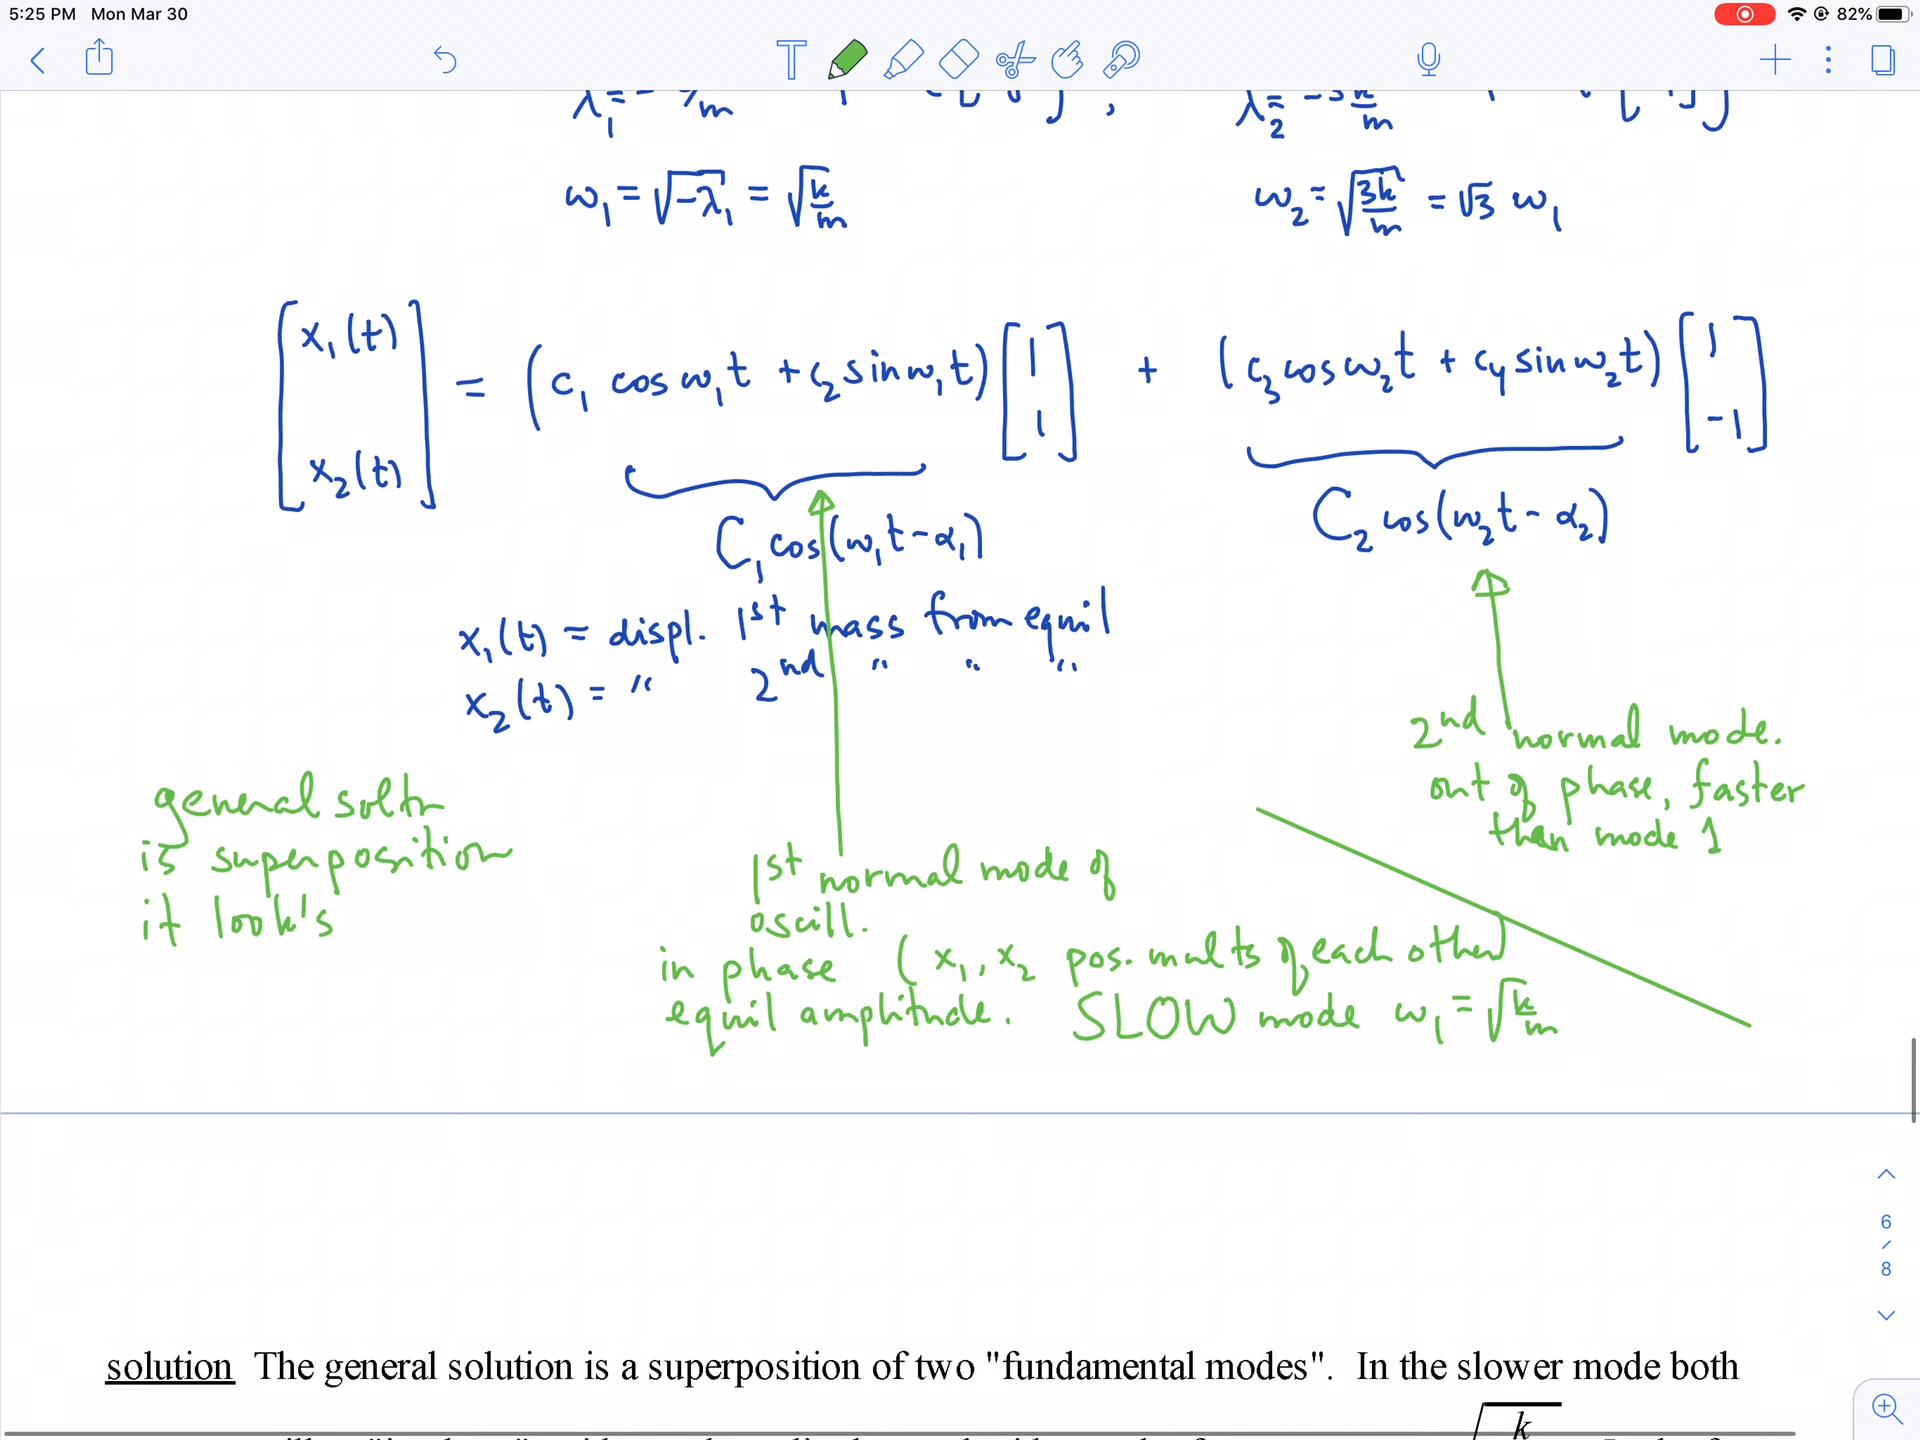 5:25 PM Mon Mar 30
82%
ω₁ = √(-λ₁) = √(k/m)
ω₂ = √(3k/m) = √3 ω₁
[x₁(t) x₂(t)] = (c₁ cos ω₁t + c₂ sin ω₁t) [1 1] + (c₃ cos ω₂t + c₄ sin ω₂t) [1 -1]
C₁ cos(ω₁t - α₁)
C₂ cos(ω₂t - α₂)
x₁(t) = displ. 1st mass from equil
x₂(t) = " 2nd " " "
2nd normal mode.
out of phase, faster
than mode 1
general soltn
is superposition
it look's
1st normal mode of
oscill.
in phase (x₁, x₂ pos. mults of each other)
equil amplitude. SLOW mode ω₁ = √(k/m)
6
/
8
solution The general solution is a superposition of two "fundamental modes". In the slower mode both
k